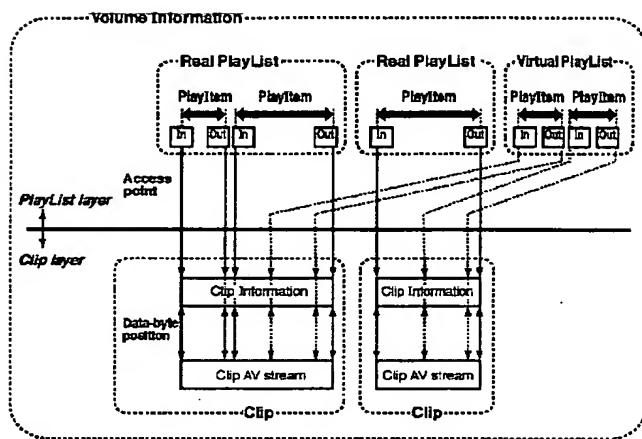 Volume Information
Real PlayList
Real PlayList
Virtual PlayList
PlayItem
PlayItem
PlayItem
PlayItem
PlayItem
In
Out
In
Out
In
Out
In
Out
In
Out
Access
point
PlayList layer
Clip layer
Clip Information
Clip Information
Data-byte
position
Clip AV stream
Clip AV stream
Clip
Clip